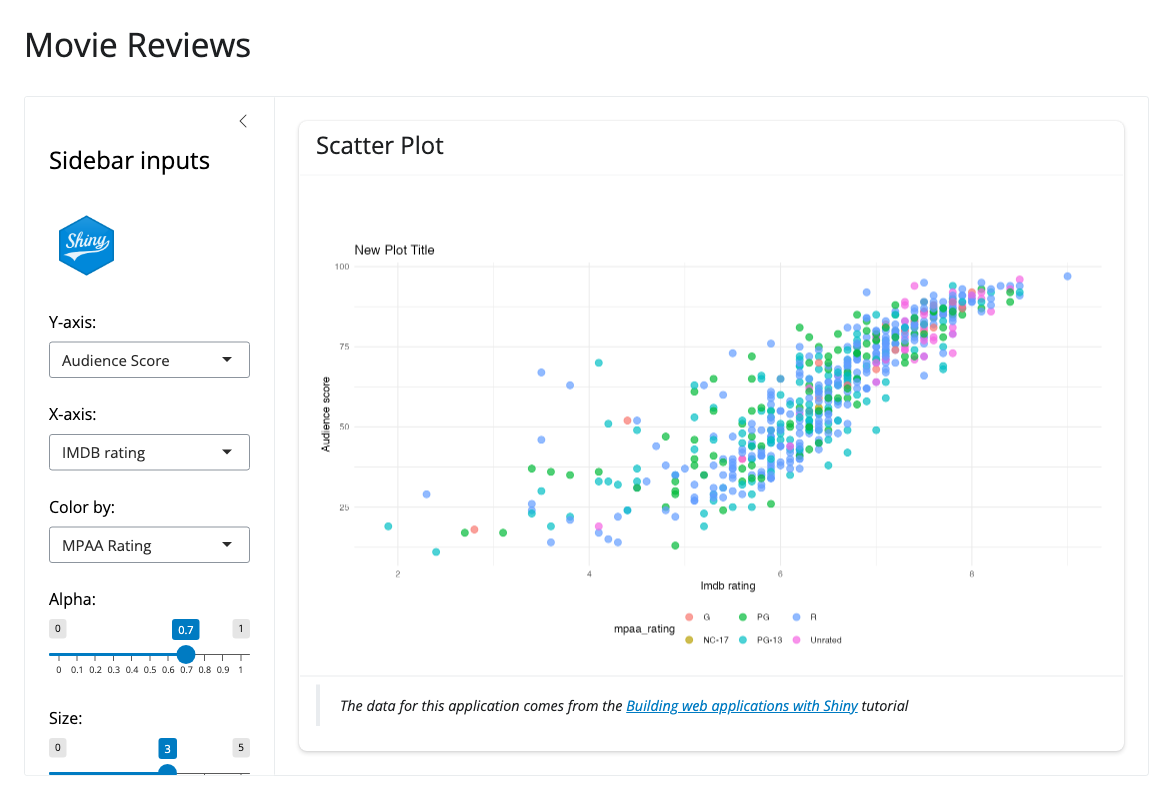 Movie Reviews
Sidebar inputs
Shiny
Y-axis:
Audience Score
X-axis:
IMDB rating
Color by:
MPAA Rating
Alpha:
0 0.7 1
0 0.1 0.2 0.3 0.4 0.5 0.6 0.7 0.8 0.9 1
Size:
0 3 5
Scatter Plot
New Plot Title
100
75
50
25
Audience score
2 4 6 8
Imdb rating
mpaa_rating
G PG R
NC-17 PG-13 Unrated
The data for this application comes from the Building web applications with Shiny tutorial